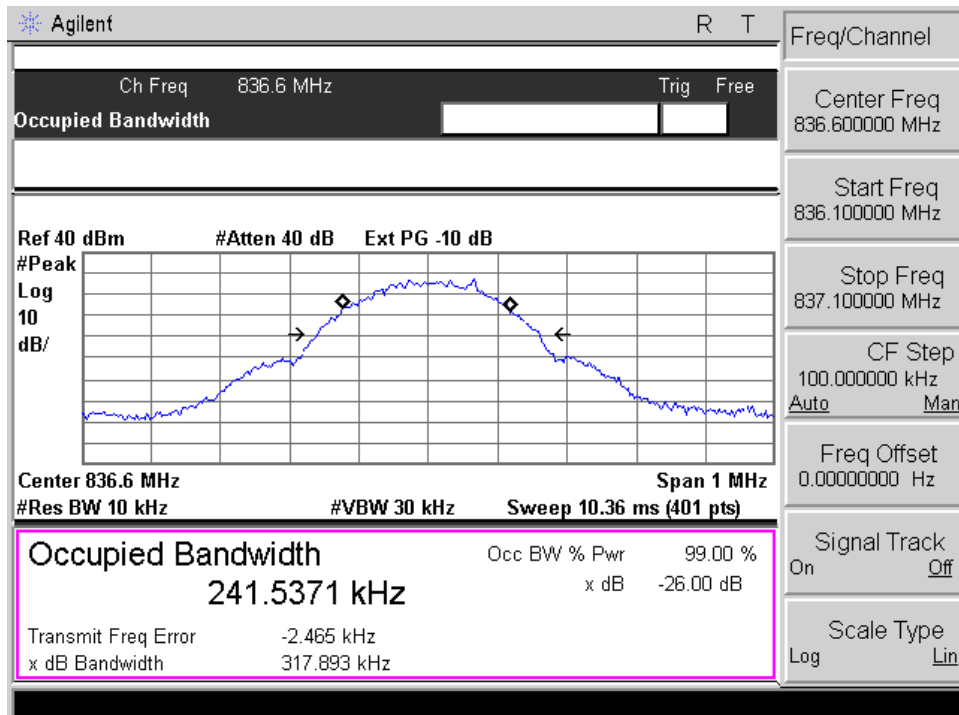 Agilent R T
Ch Freq 836.6 MHz Trig Free
Occupied Bandwidth
Ref 40 dBm #Atten 40 dB Ext PG -10 dB
#Peak
Log
10
dB/
Center 836.6 MHz Span 1 MHz
#Res BW 10 kHz #VBW 30 kHz Sweep 10.36 ms (401 pts)
Occupied Bandwidth Occ BW % Pwr 99.00 %
241.5371 kHz x dB -26.00 dB
Transmit Freq Error -2.465 kHz
x dB Bandwidth 317.893 kHz
Freq/Channel
Center Freq
836.600000 MHz
Start Freq
836.100000 MHz
Stop Freq
837.100000 MHz
CF Step
100.000000 kHz
Auto Man
Freq Offset
0.00000000 Hz
Signal Track
On Off
Scale Type
Log Lin